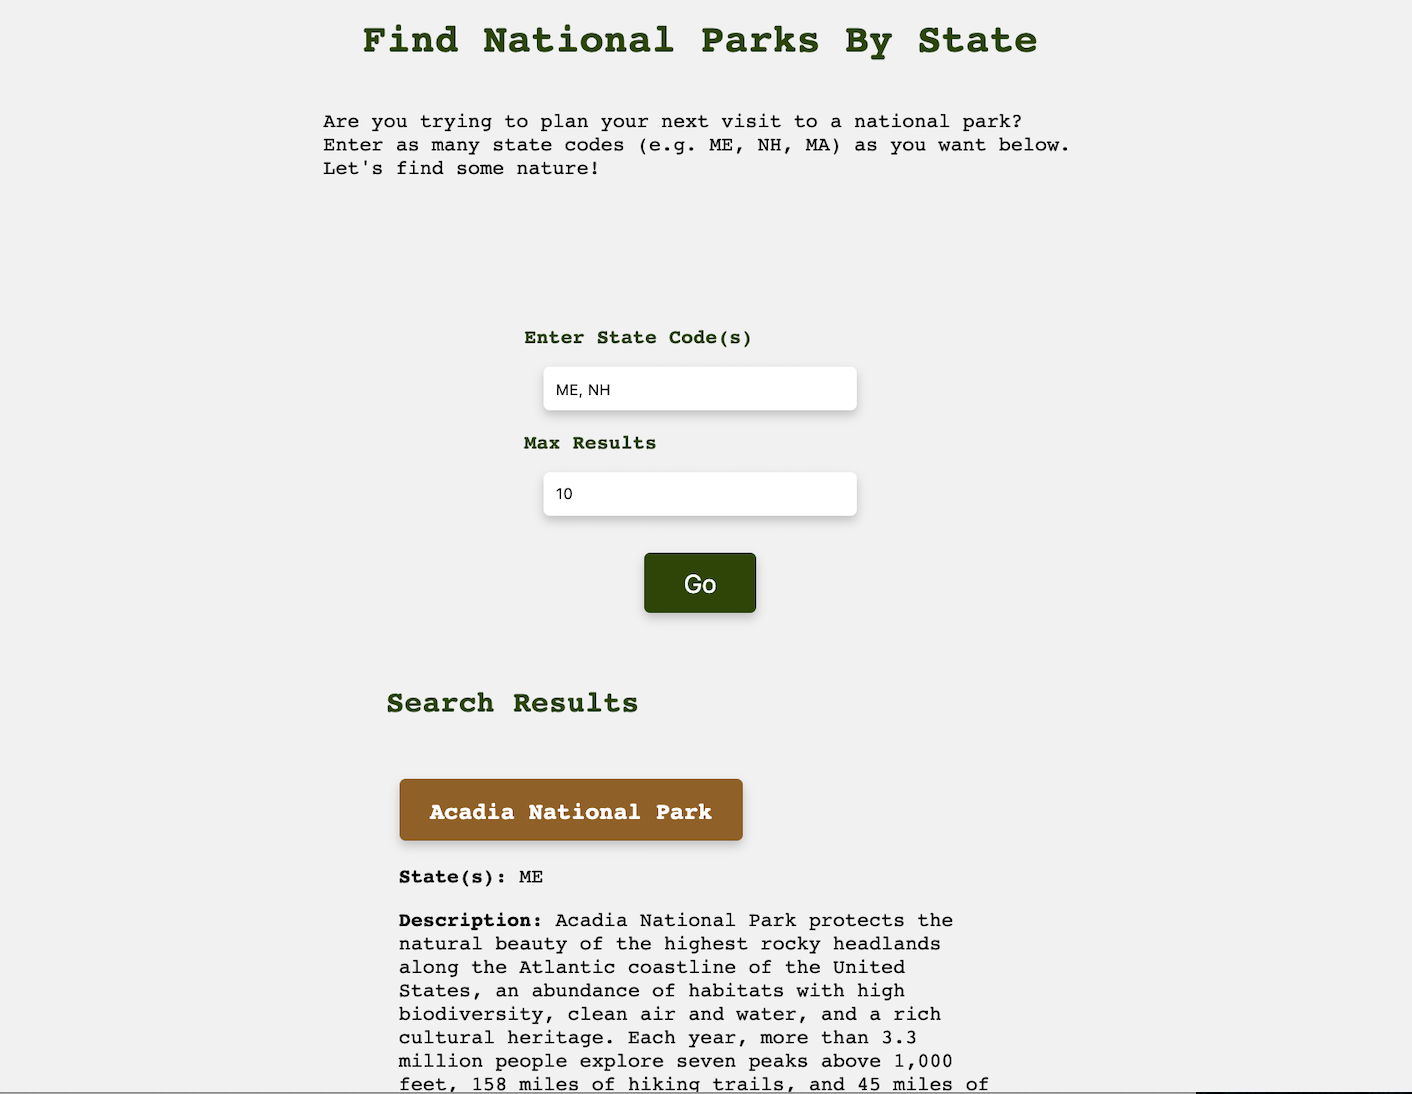 Find National Parks By State
Are you trying to plan your next visit to a national park?
Enter as many state codes (e.g. ME, NH, MA) as you want below.
Let's find some nature!
Enter State Code(s)
ME, NH
Max Results
10
Go
Search Results
Acadia National Park
State(s): ME
Description: Acadia National Park protects the
natural beauty of the highest rocky headlands
along the Atlantic coastline of the United
States, an abundance of habitats with high
biodiversity, clean air and water, and a rich
cultural heritage. Each year, more than 3.3
million people explore seven peaks above 1,000
feet, 158 miles of hiking trails, and 45 miles of